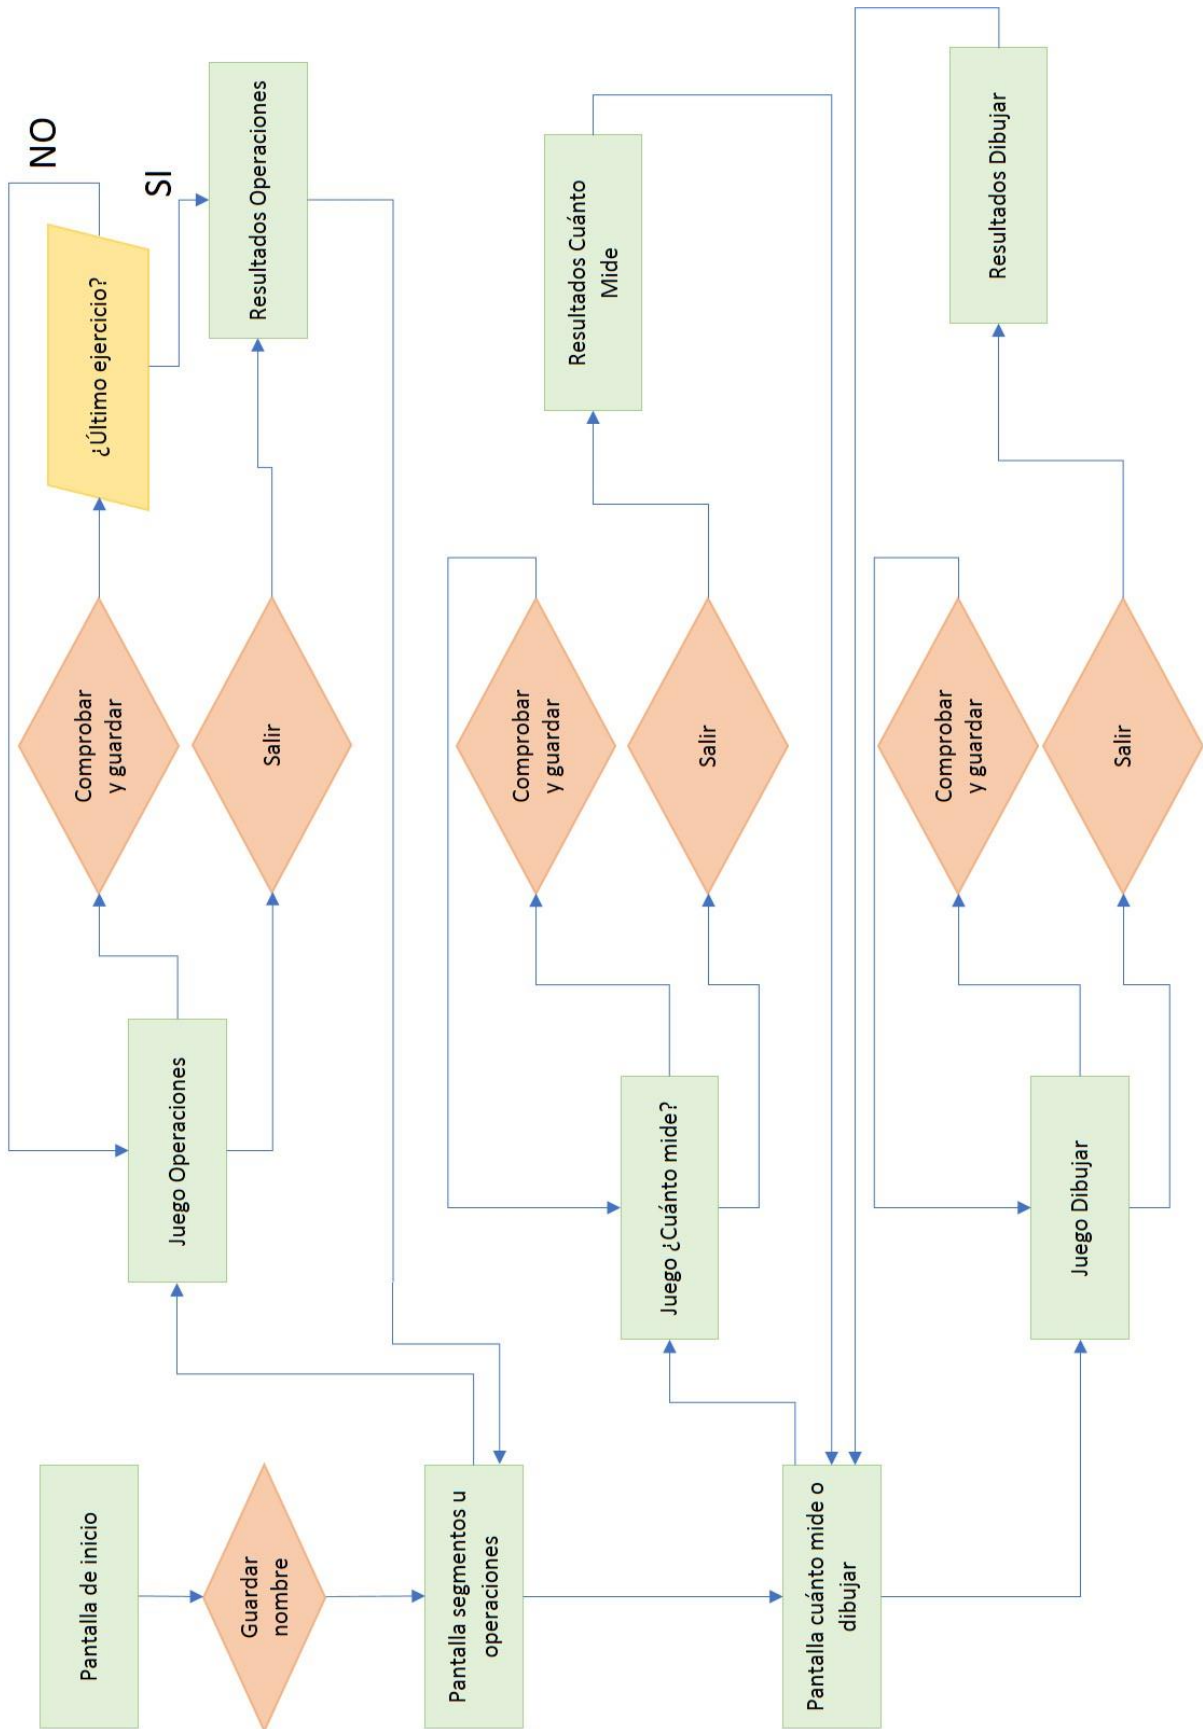 Pantalla de inicio
Guardar
nombre
Pantalla segmentos u
operaciones
Pantalla cuánto mide o
dibujar
Juego Operaciones
Comprobar
y guardar
Salir
¿Último ejercicio?
NO
SI
Resultados Operaciones
Juego ¿Cuánto mide?
Comprobar
y guardar
Salir
Resultados Cuánto
Mide
Juego Dibujar
Comprobar
y guardar
Salir
Resultados Dibujar